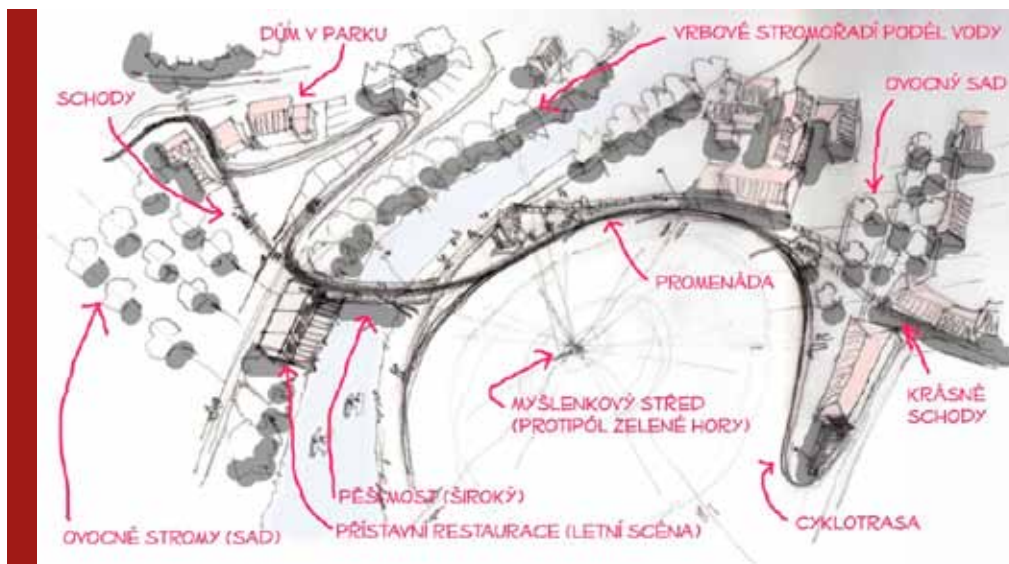 DŮM V PARKU
VRBOVÉ STROMOŘADÍ PODÉL VODY
SCHODY
OVOCNÝ SAD
PROMENÁDA
MYŠLENKOVÝ STŘED
(PROTIPÓL ZELENÉ HORY)
KRÁSNÉ
SCHODY
PĚŠÍ MOST (ŠIROKÝ)
OVOCNÉ STROMY (SAD)
PŘÍSTAVNÍ RESTAURACE (LETNÍ SCÉNA)
CYKLOTRASA